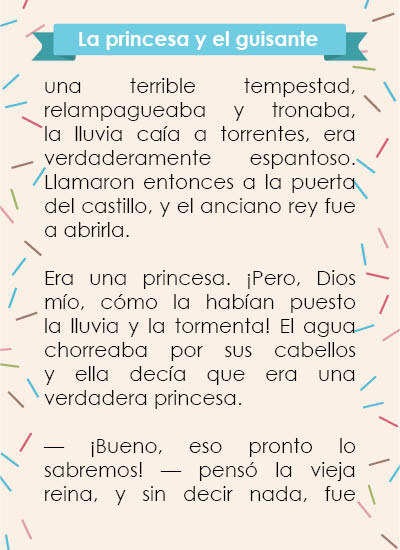 La princesa y el guisante
una terrible tempestad,
relampagueaba y tronaba,
la lluvia caía a torrentes, era
verdaderamente espantoso.
Llamaron entonces a la puerta
del castillo, y el anciano rey fue
a abrirla.
Era una princesa. ¡Pero, Dios
mío, cómo la habían puesto
la lluvia y la tormenta! El agua
chorreaba por sus cabellos
y ella decía que era una
verdadera princesa.
— ¡Bueno, eso pronto lo
sabremos! — pensó la vieja
reina, y sin decir nada, fue